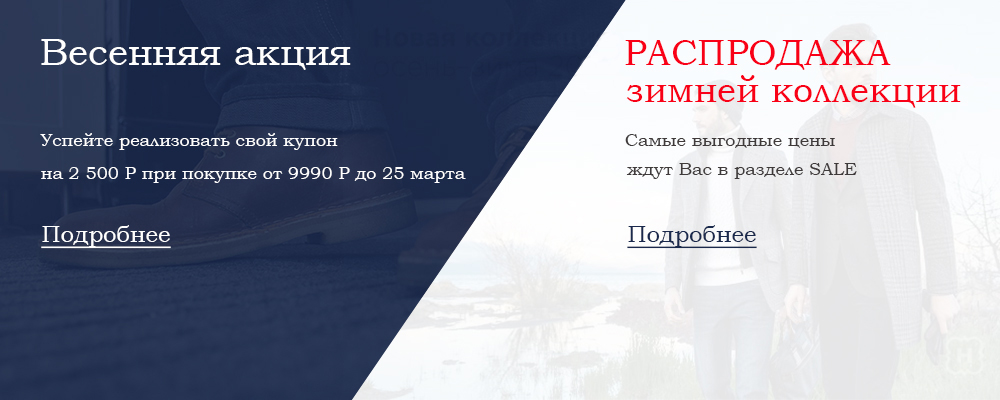 Весенняя акция
Успейте реализовать свой купон
на 2 500 Р при покупке от 9990 Р до 25 марта
Подробнее
РАСПРОДАЖА
зимней коллекции
Самые выгодные цены
ждут Вас в разделе SALE
Подробнее